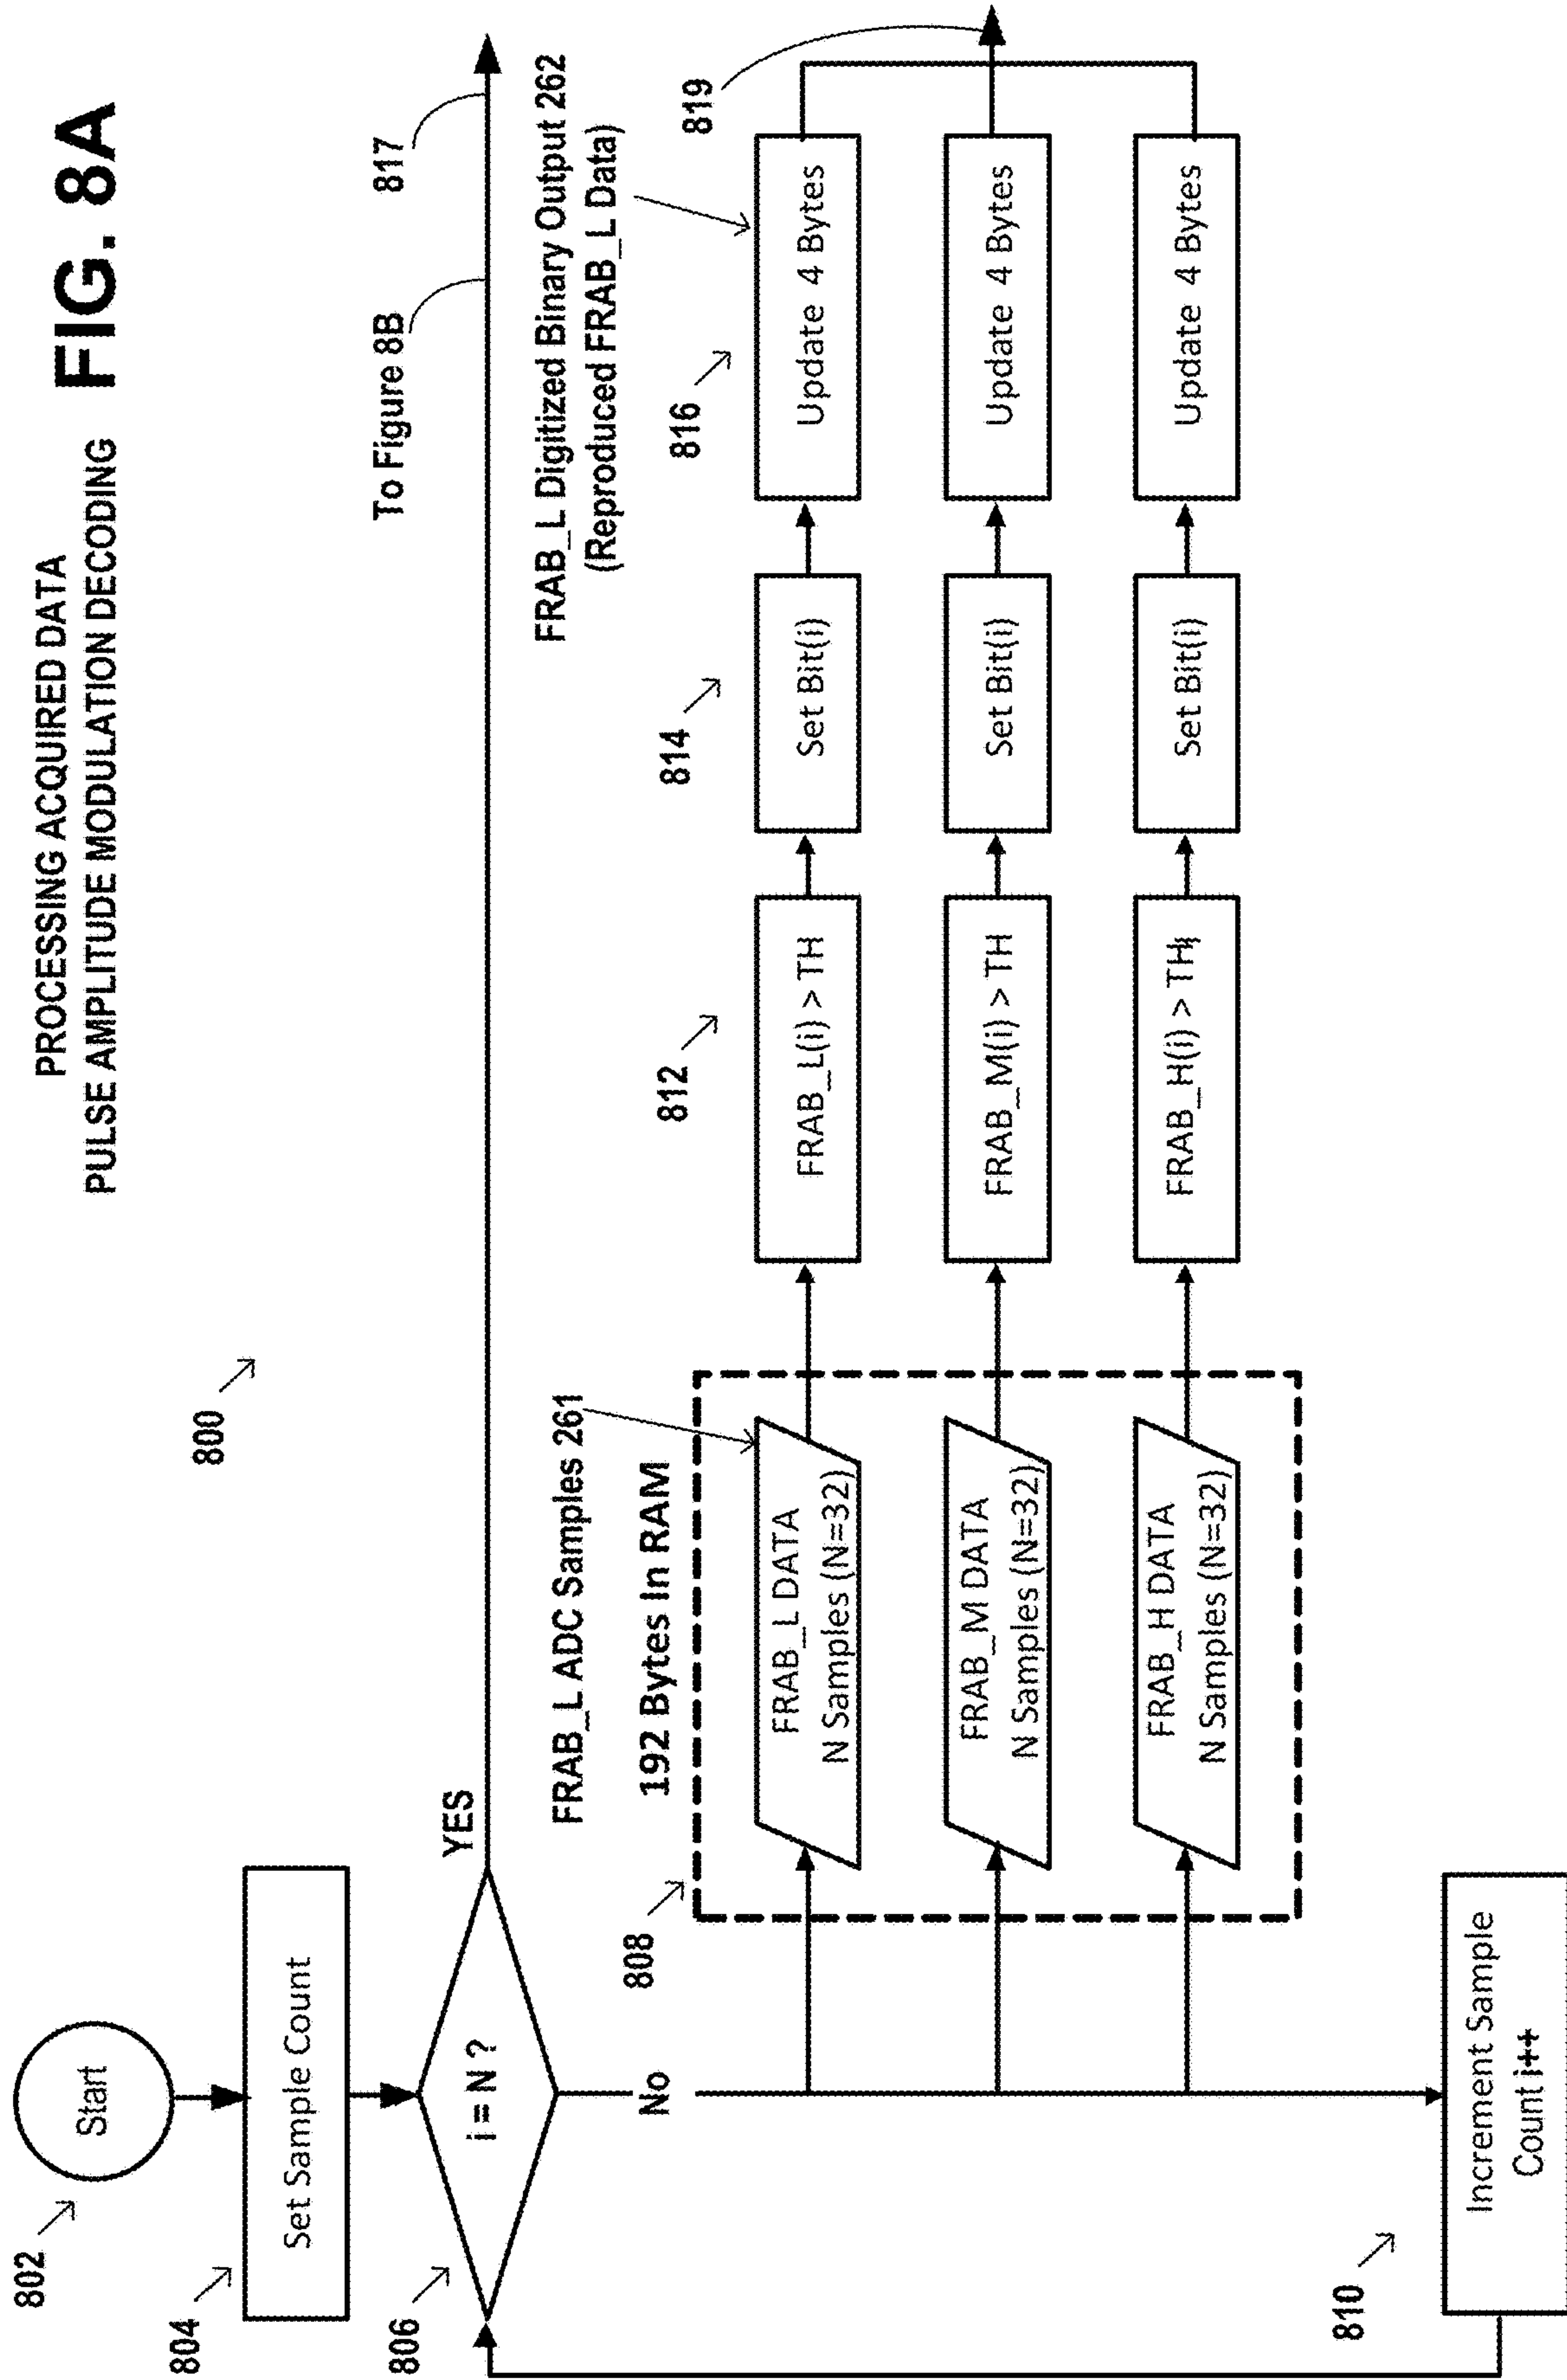 PROCESSING ACQUIRED DATA
PULSE AMPLITUDE MODULATION DECODING
FIG. 8A
800
802
Start
804
Set Sample Count
806
i = N ?
YES
To Figure 8B
817
No
808
FRAB_L ADC Samples 261
192 Bytes In RAM
FRAB_L DATA
N Samples (N=32)
FRAB_M DATA
N Samples (N=32)
FRAB_H DATA
N Samples (N=32)
812
FRAB_L(i) > TH
FRAB_M(i) > TH
FRAB_H(i) > TH
814
Set Bit(i)
Set Bit(i)
Set Bit(i)
FRAB_L Digitized Binary Output 262
(Reproduced FRAB_L Data)
816
Update 4 Bytes
Update 4 Bytes
Update 4 Bytes
819
810
Increment Sample
Count i++